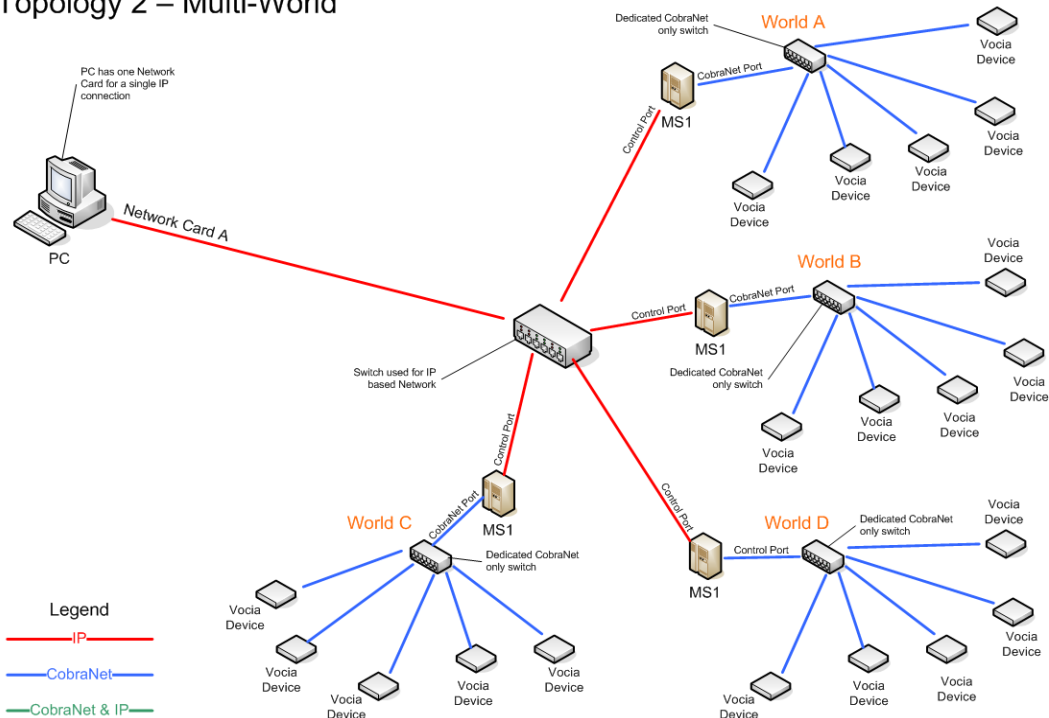 Topology 2 – Multi-World
PC has one Network
Card for a single IP
connection
PC
Network Card A
Switch used for IP
based Network
Dedicated CobraNet
only switch
World A
CobraNet Port
MS1
Control Port
Vocia
Device
Vocia
Device
Vocia
Device
Vocia
Device
Vocia
Device
World B
Control Port
CobraNet Port
MS1
Dedicated CobraNet
only switch
Vocia
Device
Vocia
Device
Vocia
Device
Vocia
Device
Vocia
Device
Control Port
World C
CobraNet Port
MS1
Dedicated CobraNet
only switch
Vocia
Device
Vocia
Device
Vocia
Device
Vocia
Device
Vocia
Device
Control Port
World D
Dedicated CobraNet
only switch
Control Port
MS1
Vocia
Device
Vocia
Device
Vocia
Device
Vocia
Device
Vocia
Device
Legend
IP
CobraNet
CobraNet & IP